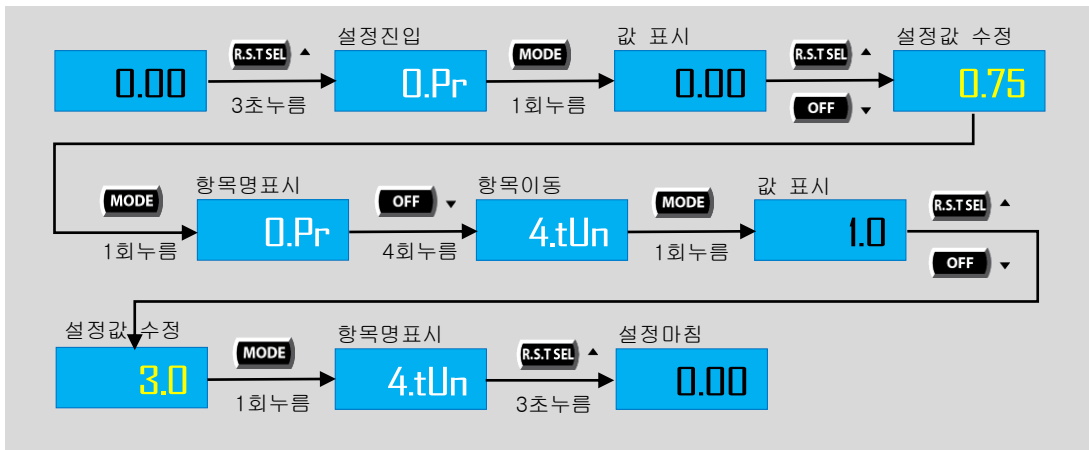 0.00
R.S.T SEL ▲
3초누름
설정진입
0.Pr
MODE
1회누름
값 표시
0.00
R.S.T SEL ▲
OFF ▼
설정값 수정
0.75
MODE
1회누름
항목명표시
0.Pr
OFF ▼
4회누름
항목이동
4.tUn
MODE
1회누름
값 표시
1.0
R.S.T SEL ▲
OFF ▼
설정값 수정
3.0
MODE
1회누름
항목명표시
4.tUn
R.S.T SEL ▲
3초누름
설정마침
0.00